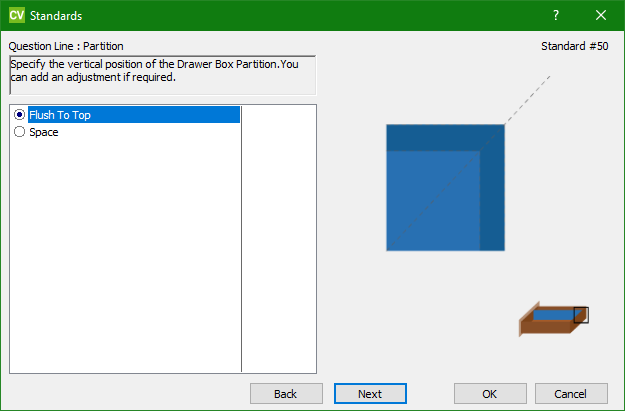 CV Standards
?
Question Line : Partition
Standard #50
Specify the vertical position of the Drawer Box Partition.You
can add an adjustment if required.
Flush To Top
Space
Back
Next
OK
Cancel